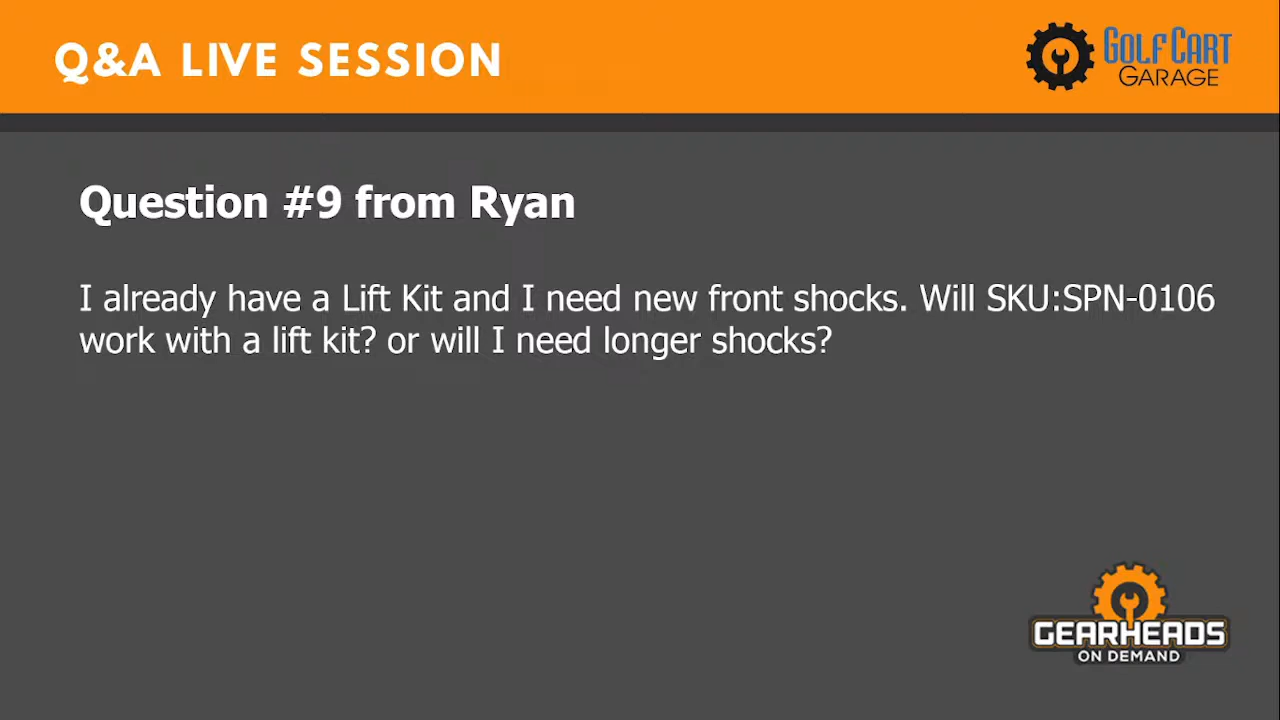 Q&A LIVE SESSION
GOLF CART
GARAGE
Question #9 from Ryan
I already have a Lift Kit and I need new front shocks. Will SKU:SPN-0106
work with a lift kit? or will I need longer shocks?
GEARHEADS
ON DEMAND